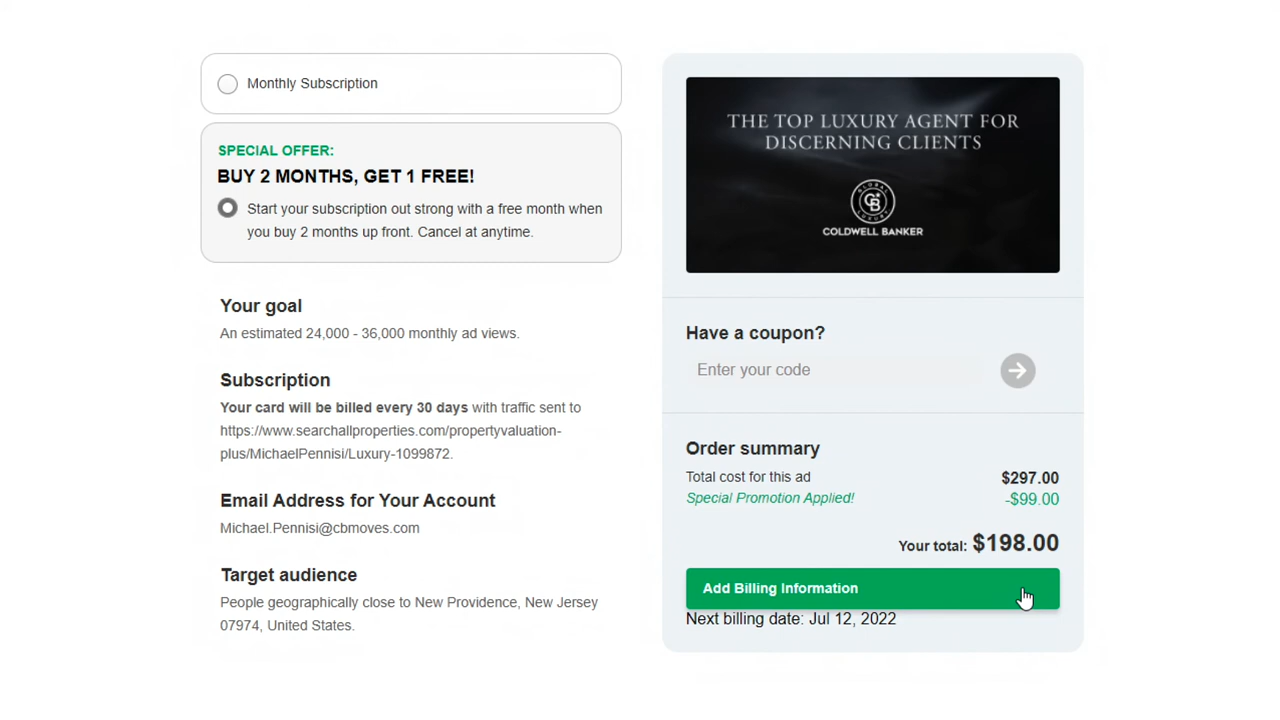 Monthly Subscription
SPECIAL OFFER:
BUY 2 MONTHS, GET 1 FREE!
Start your subscription out strong with a free month when
you buy 2 months up front. Cancel at anytime.
Your goal
An estimated 24,000 - 36,000 monthly ad views.
Subscription
Your card will be billed every 30 days with traffic sent to
https://www.searchallproperties.com/propertyvaluation-
plus/MichaelPennisi/Luxury-1099872.
Email Address for Your Account
Michael.Pennisi@cbmoves.com
Target audience
People geographically close to New Providence, New Jersey
07974, United States.
THE TOP LUXURY AGENT FOR
DISCERNING CLIENTS
GLOBAL
CB
LUXURY
COLDWELL BANKER
Have a coupon?
Enter your code
Order summary
Total cost for this ad $297.00
Special Promotion Applied! -$99.00
Your total: $198.00
Add Billing Information
Next billing date: Jul 12, 2022